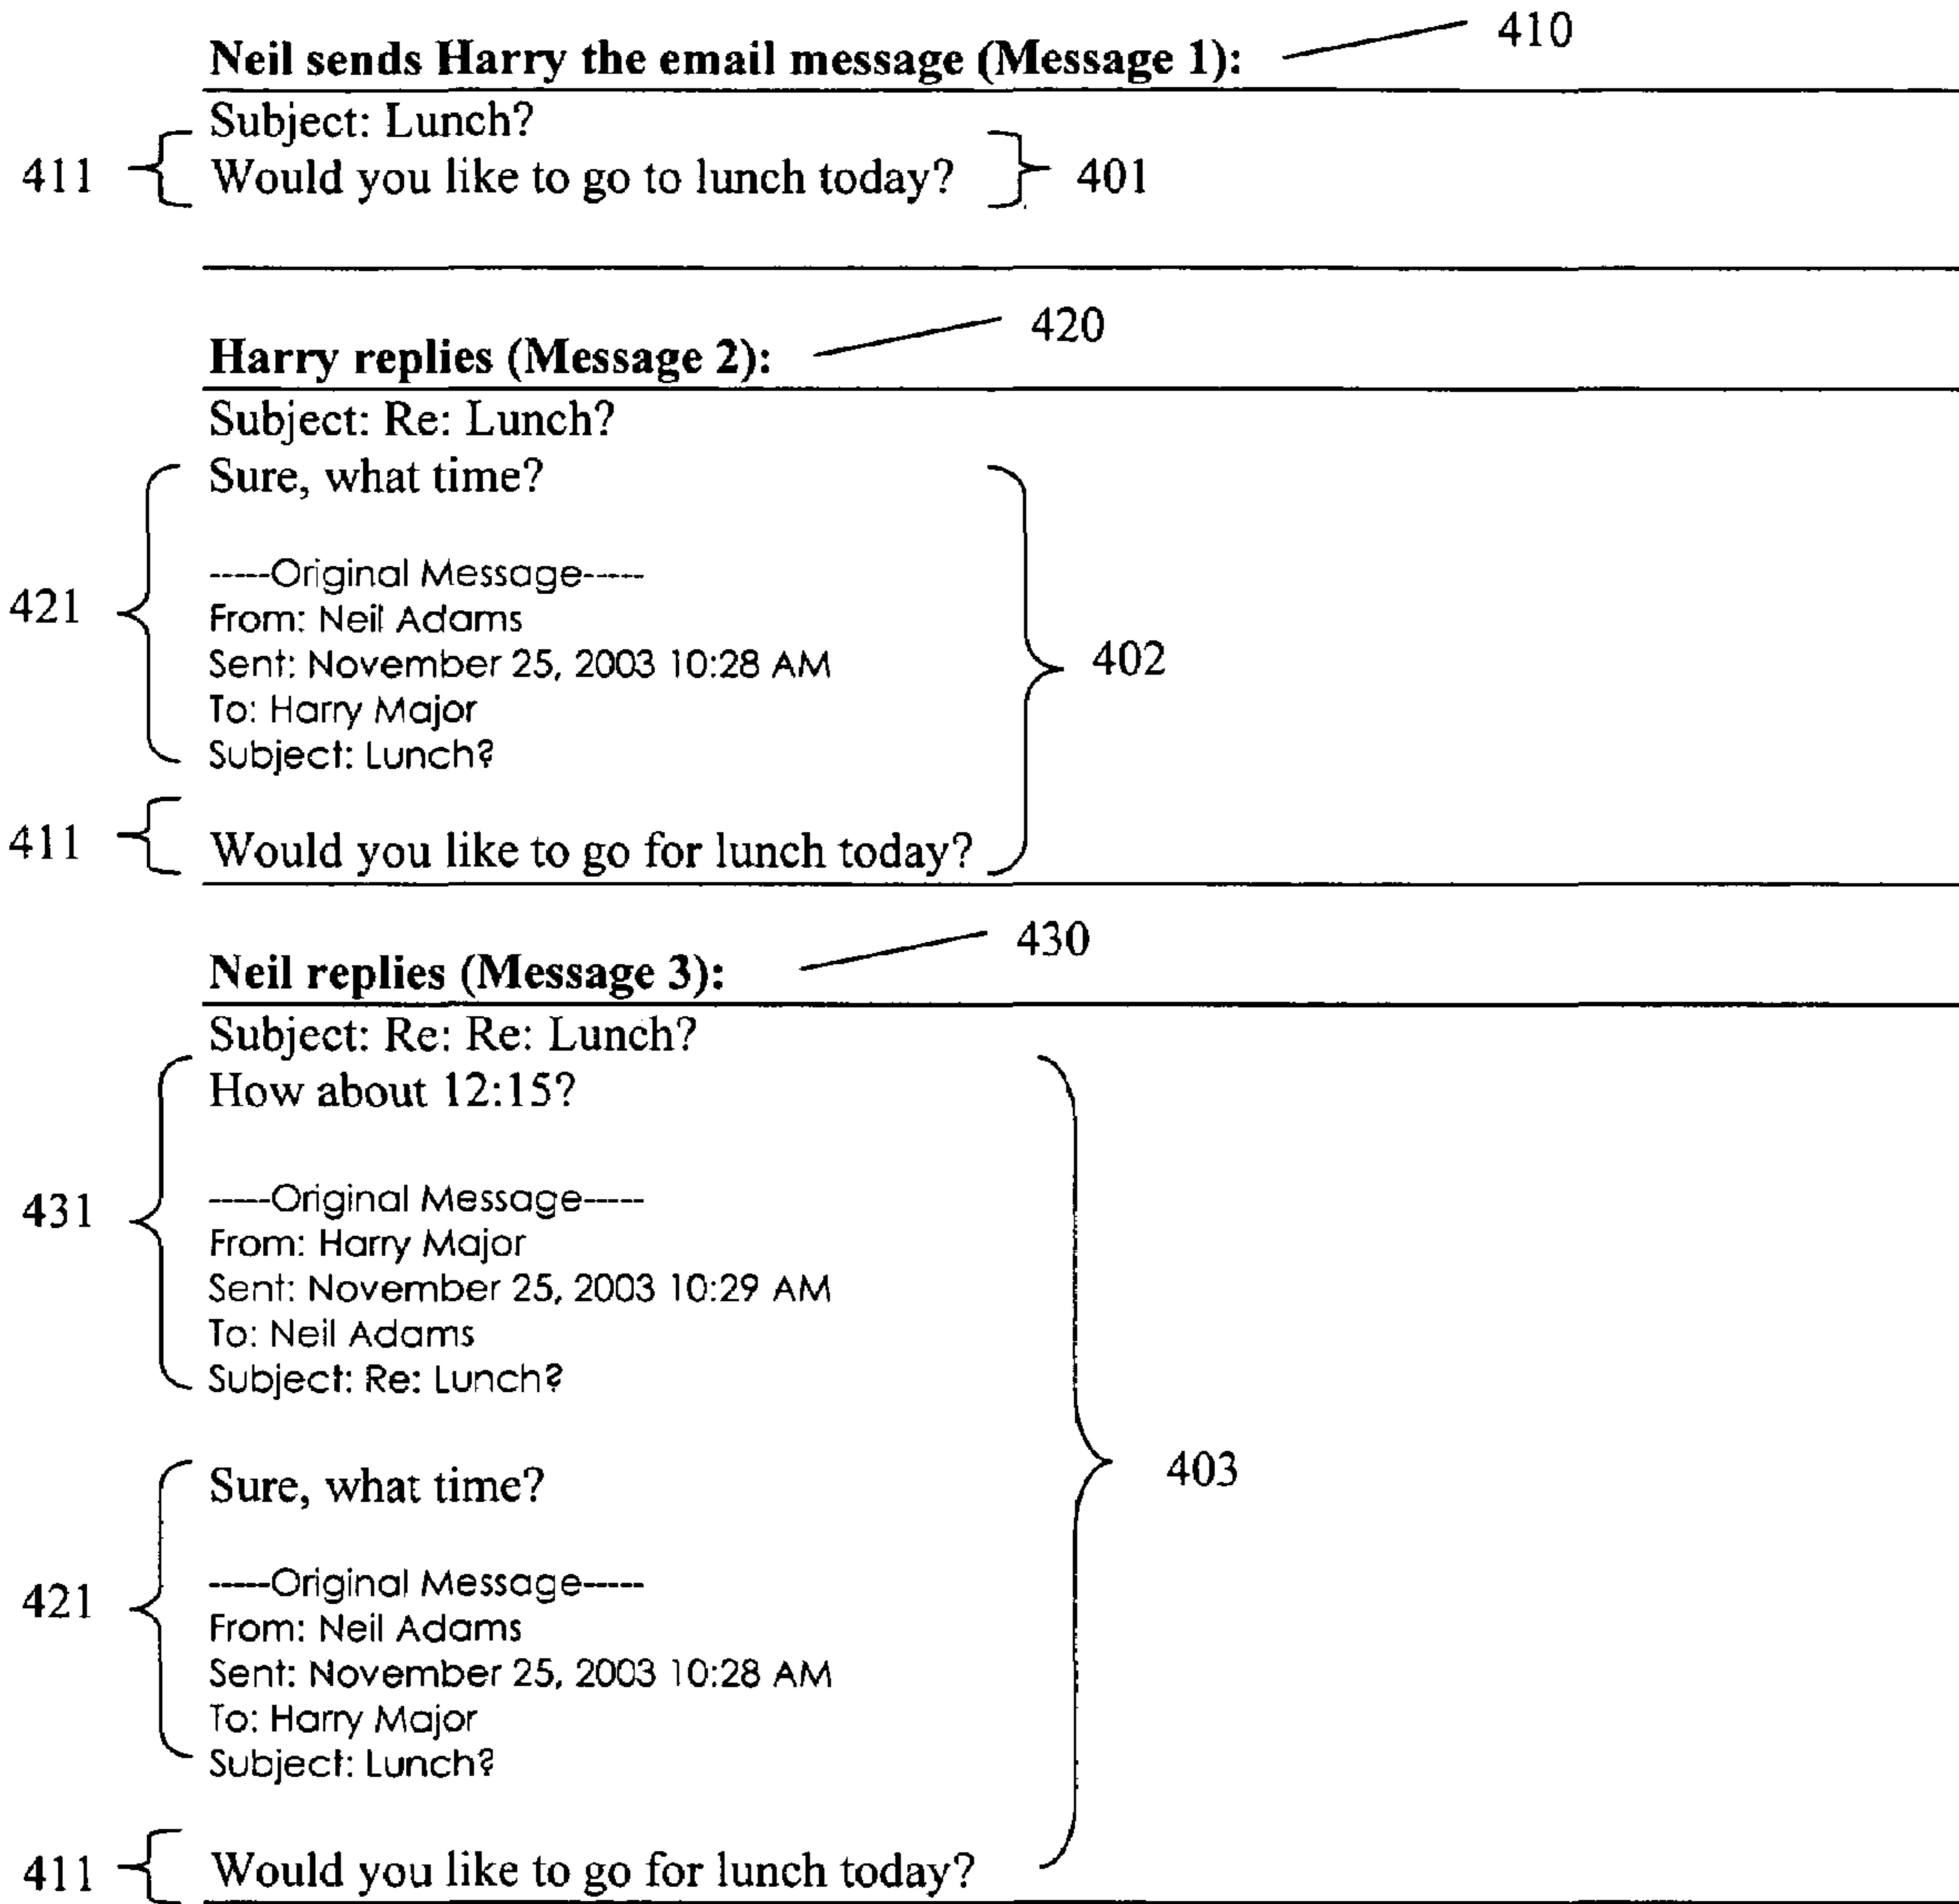 410
Neil sends Harry the email message (Message 1):
Subject: Lunch?
411 Would you like to go to lunch today? 401
420
Harry replies (Message 2):
Subject: Re: Lunch?
Sure, what time?
-----Original Message-----
421 From: Neil Adams
Sent: November 25, 2003 10:28 AM 402
To: Harry Major
Subject: Lunch?
411 Would you like to go for lunch today?
430
Neil replies (Message 3):
Subject: Re: Re: Lunch?
How about 12:15?
431 -----Original Message-----
From: Harry Major
Sent: November 25, 2003 10:29 AM
To: Neil Adams
Subject: Re: Lunch?
Sure, what time? 403
421 -----Original Message-----
From: Neil Adams
Sent: November 25, 2003 10:28 AM
To: Harry Major
Subject: Lunch?
411 Would you like to go for lunch today?